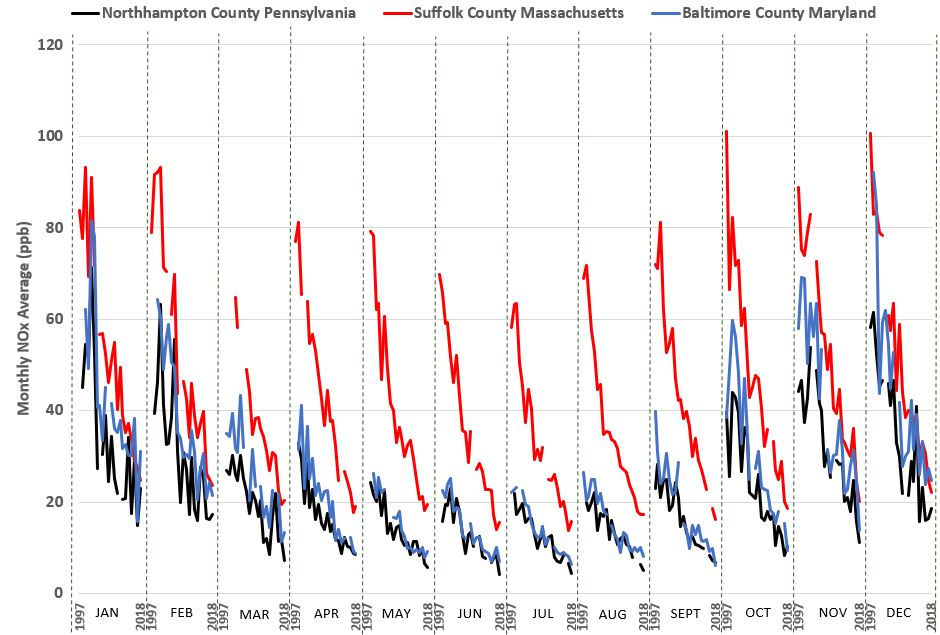 Northhampton County Pennsylvania Suffolk County Massachusetts Baltimore County Maryland
120
100
80
60
40
20
0
Monthly NOx Average (ppb)
1997 JAN 2018
1997 FEB 2018
1997 MAR 2018
1997 APR 2018
1997 MAY 2018
1997 JUN 2018
1997 JUL 2018
1997 AUG 2018
1997 SEPT 2018
1997 OCT 2018
1997 NOV 2018
1997 DEC 2018